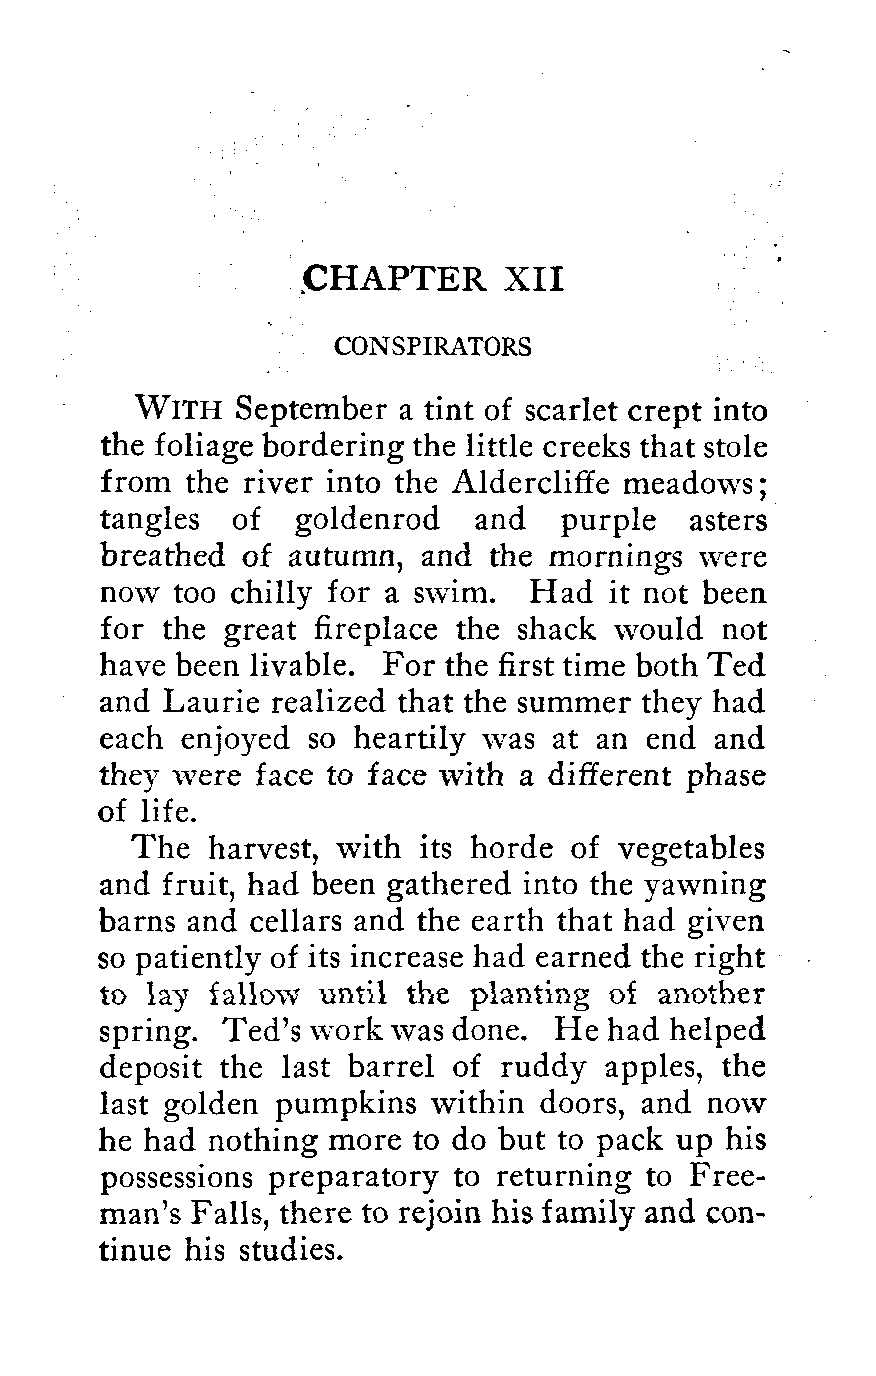 CHAPTER XII
CONSPIRATORS
WITH September a tint of scarlet crept into
the foliage bordering the little creeks that stole
from the river into the Aldercliffe meadows;
tangles of goldenrod and purple asters
breathed of autumn, and the mornings were
now too chilly for a swim. Had it not been
for the great fireplace the shack would not
have been livable. For the first time both Ted
and Laurie realized that the summer they had
each enjoyed so heartily was at an end and
they were face to face with a different phase
of life.
The harvest, with its horde of vegetables
and fruit, had been gathered into the yawning
barns and cellars and the earth that had given
so patiently of its increase had earned the right
to lay fallow until the planting of another
spring. Ted's work was done. He had helped
deposit the last barrel of ruddy apples, the
last golden pumpkins within doors, and now
he had nothing more to do but to pack up his
possessions preparatory to returning to Free-
man's Falls, there to rejoin his family and con-
tinue his studies.